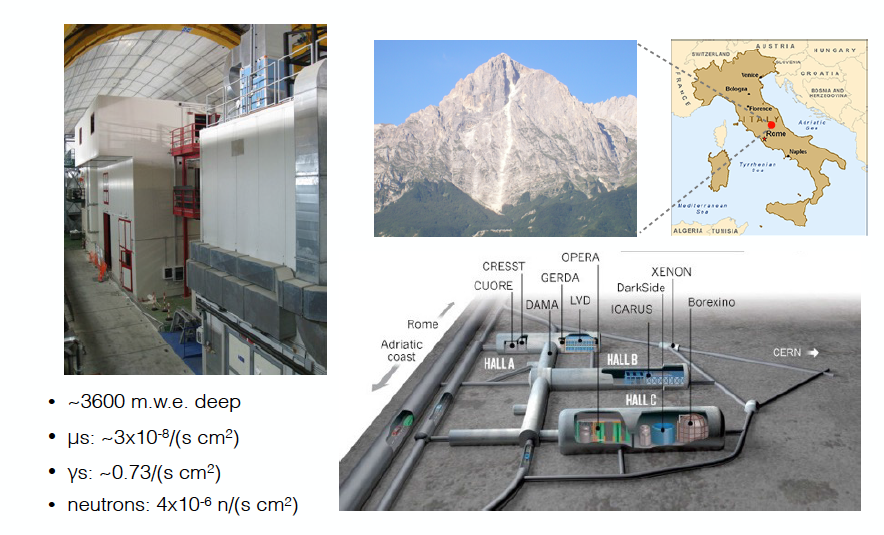 SWITZERLAND
AUSTRIA
HUNGARY
SLOVENIA
CROATIA
BOSNIA AND
HERZEGOVINA
FRANCE
Venice
Bologna
Florence
ITALY
Adriatic
Sea
Rome
Naples
Tyrrhenian
Sea
Mediterranean
Sea
ALGERIA
TUNISIA
OPERA
CRESST
GERDA
XENON
CUORE
DAMA
LVD
DarkSide
ICARUS
Borexino
Rome
Adriatic
coast
HALL A
HALL B
HALL C
CERN
• ~3600 m.w.e. deep
• µs: ~3x10⁻⁸/(s cm²)
• γs: ~0.73/(s cm²)
• neutrons: 4x10⁻⁶ n/(s cm²)